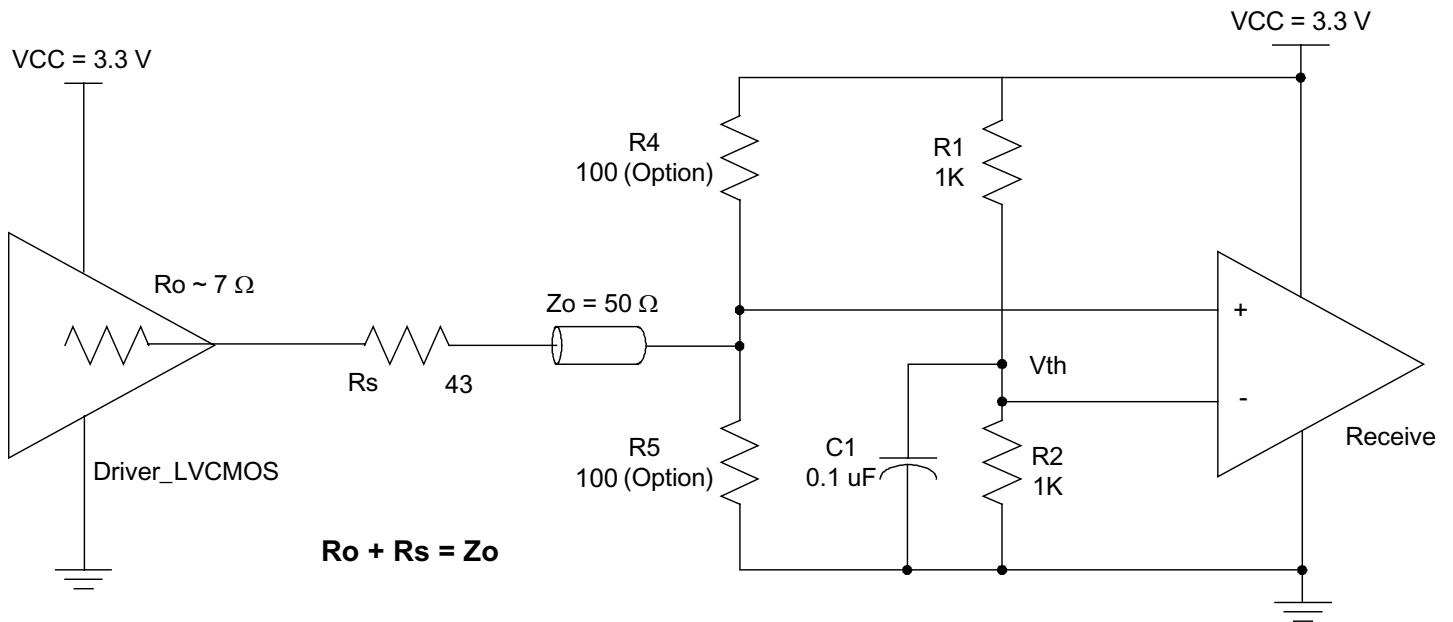 VCC = 3.3 V
VCC = 3.3 V
R4
100 (Option)
R1
1K
Ro ~ 7 Ω
Zo = 50 Ω
+
Rs
43
Vth
-
Driver_LVCMOS
R5
100 (Option)
C1
0.1 uF
R2
1K
Receive
Ro + Rs = Zo